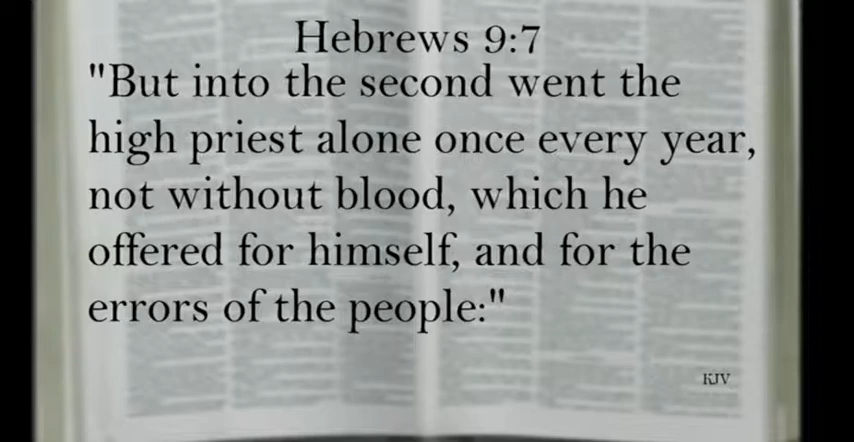 Hebrews 9:7
"But into the second went the
high priest alone once every year,
not without blood, which he
offered for himself, and for the
errors of the people:"
KJV